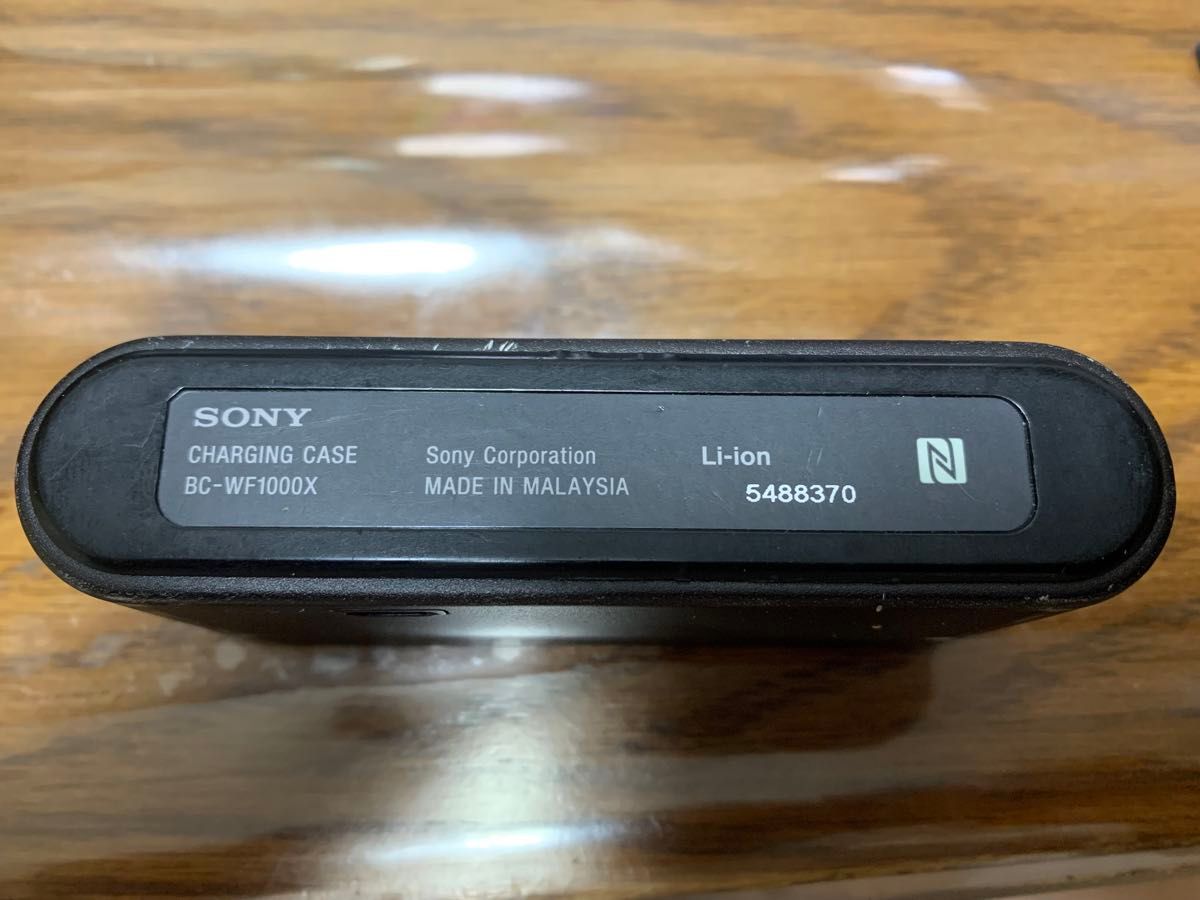 SONY
CHARGING CASE
BC-WF1000X
Sony Corporation
MADE IN MALAYSIA
Li-ion
5488370